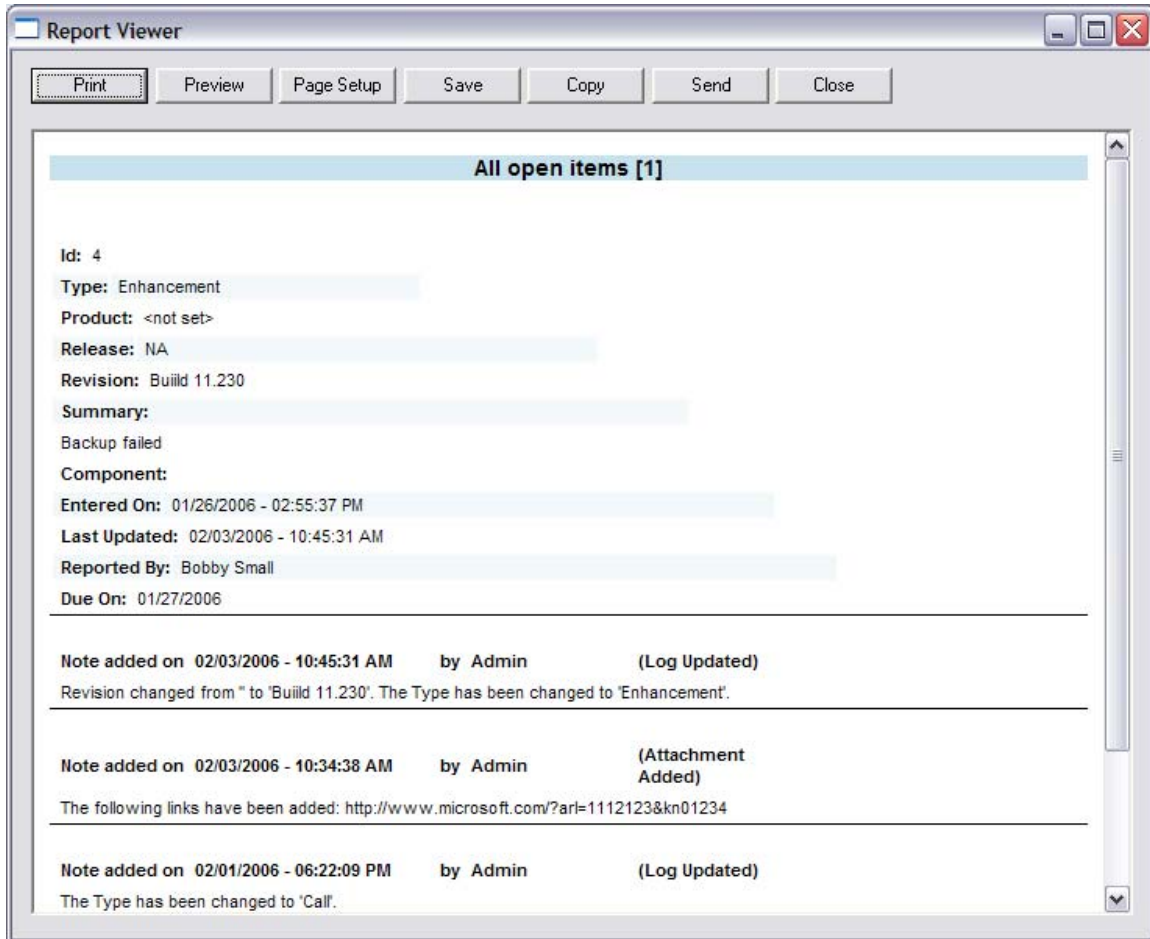 Report Viewer
Print Preview Page Setup Save Copy Send Close
All open items [1]
Id: 4
Type: Enhancement
Product: <not set>
Release: NA
Revision: Buiild 11.230
Summary:
Backup failed
Component:
Entered On: 01/26/2006 - 02:55:37 PM
Last Updated: 02/03/2006 - 10:45:31 AM
Reported By: Bobby Small
Due On: 01/27/2006
Note added on 02/03/2006 - 10:45:31 AM by Admin (Log Updated)
Revision changed from '' to 'Buiild 11.230'. The Type has been changed to 'Enhancement'.
Note added on 02/03/2006 - 10:34:38 AM by Admin (Attachment
Added)
The following links have been added: http://www.microsoft.com/?arl=1112123&kn01234
Note added on 02/01/2006 - 06:22:09 PM by Admin (Log Updated)
The Type has been changed to 'Call'.